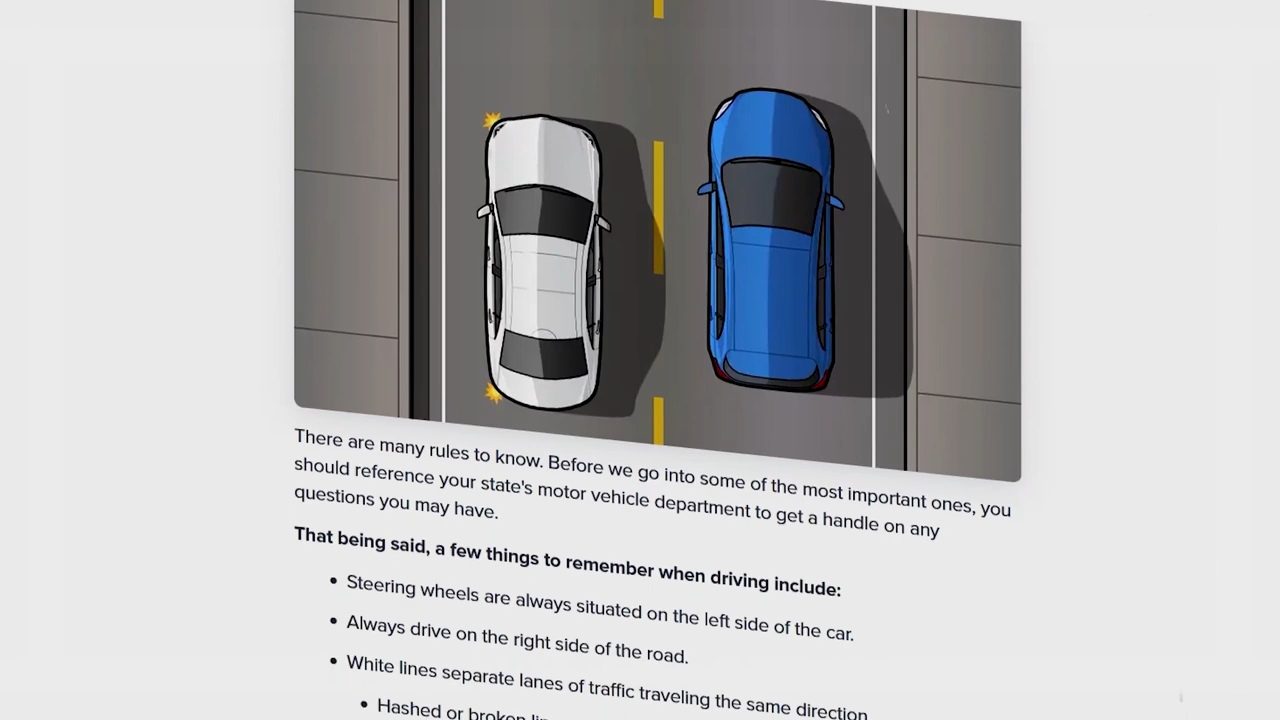 There are many rules to know. Before we go into some of the most important ones, you
should reference your state's motor vehicle department to get a handle on any
questions you may have.
That being said, a few things to remember when driving include:
Steering wheels are always situated on the left side of the car.
Always drive on the right side of the road.
White lines separate lanes of traffic traveling the same direction
Hashed or broken